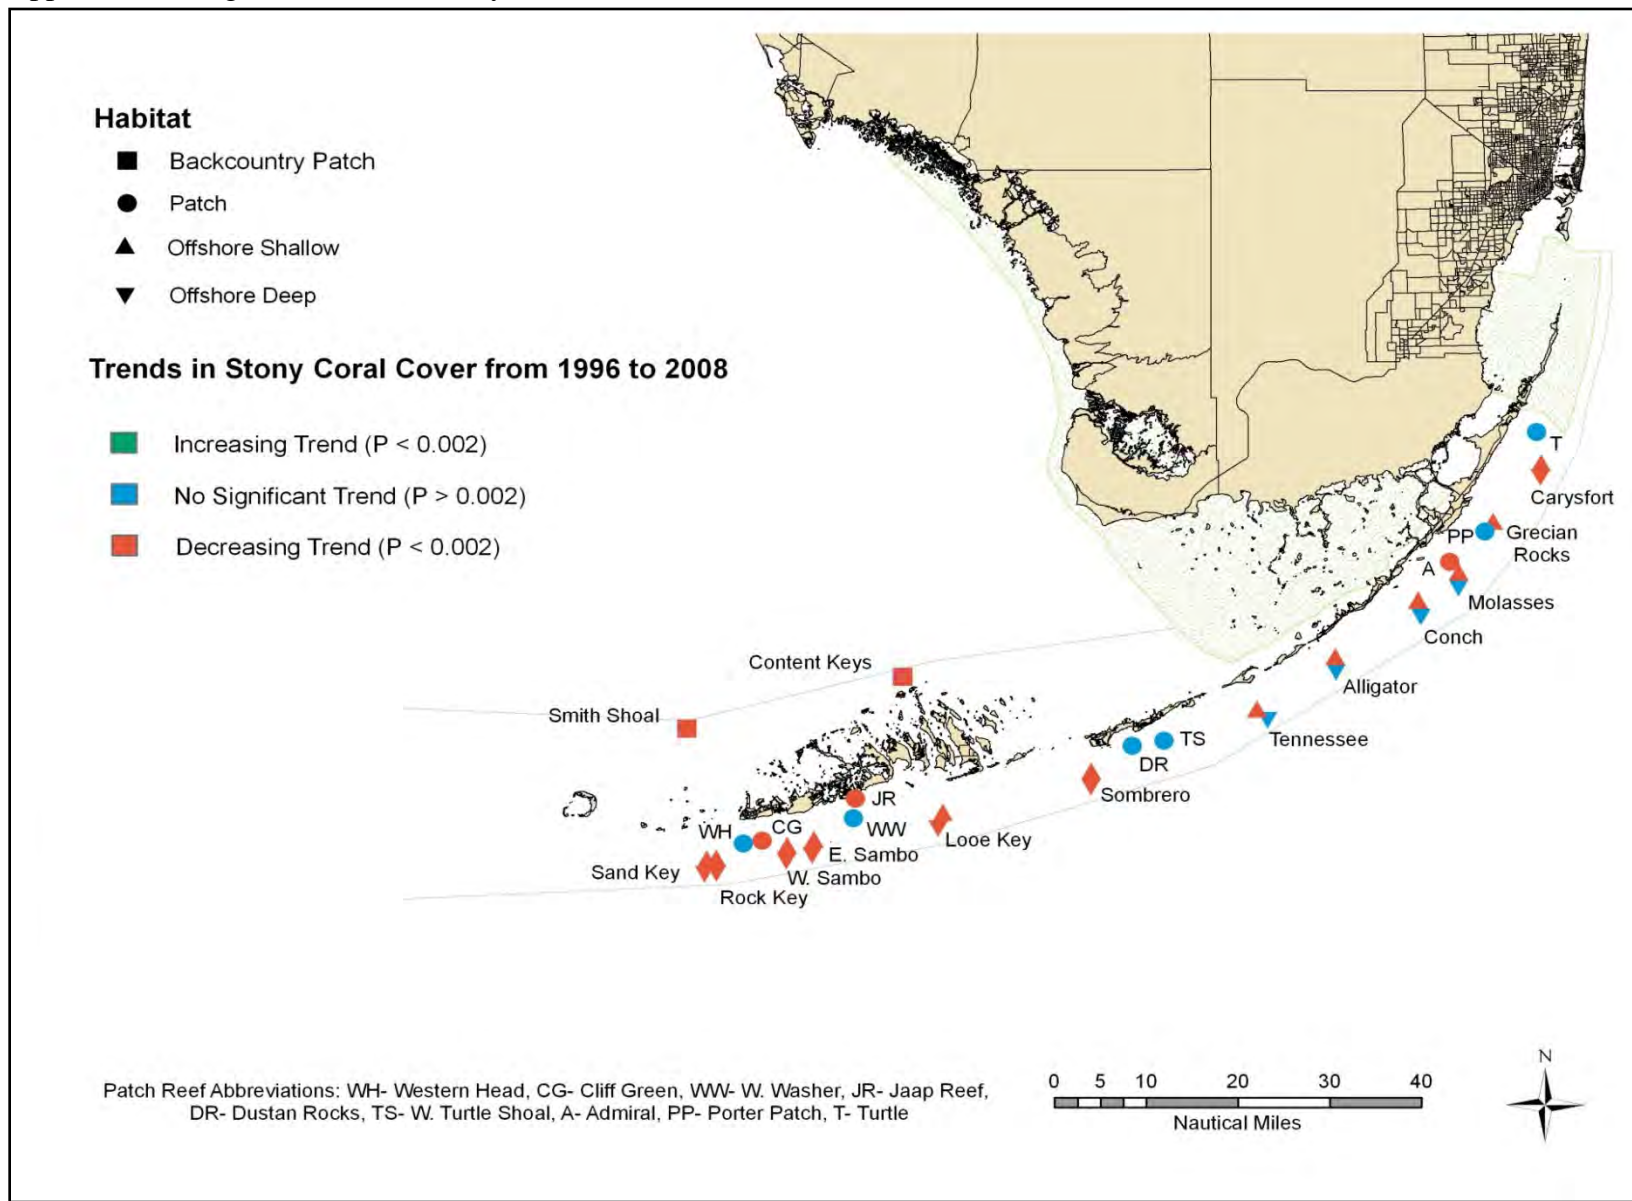 Habitat
Backcountry Patch
Patch
Offshore Shallow
Offshore Deep
Trends in Stony Coral Cover from 1996 to 2008
Increasing Trend (P < 0.002)
No Significant Trend (P > 0.002)
Decreasing Trend (P < 0.002)
T
Carysfort
PP
Grecian
Rocks
A
Molasses
Conch
Content Keys
Alligator
Smith Shoal
Tennessee
TS
DR
Sombrero
JR
WH
CG
WW
Looe Key
E. Sambo
Sand Key
W. Sambo
Rock Key
N
0 5 10 20 30 40
Nautical Miles
Patch Reef Abbreviations: WH- Western Head, CG- Cliff Green, WW- W. Washer, JR- Jaap Reef,
DR- Dustan Rocks, TS- W. Turtle Shoal, A- Admiral, PP- Porter Patch, T- Turtle